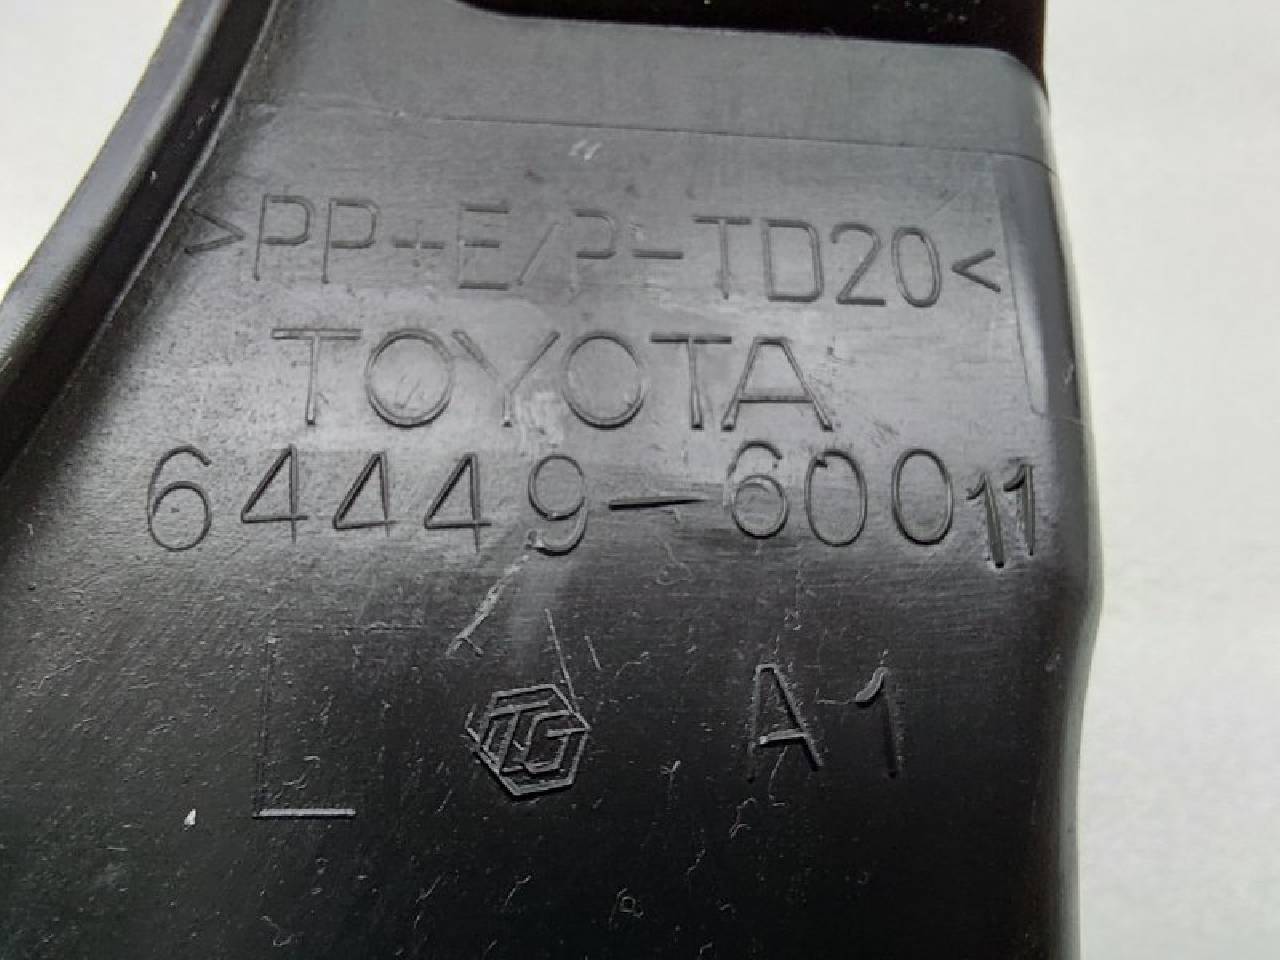 >PP+E/P-TD20<
TOYOTA
64449-60011
TG A1